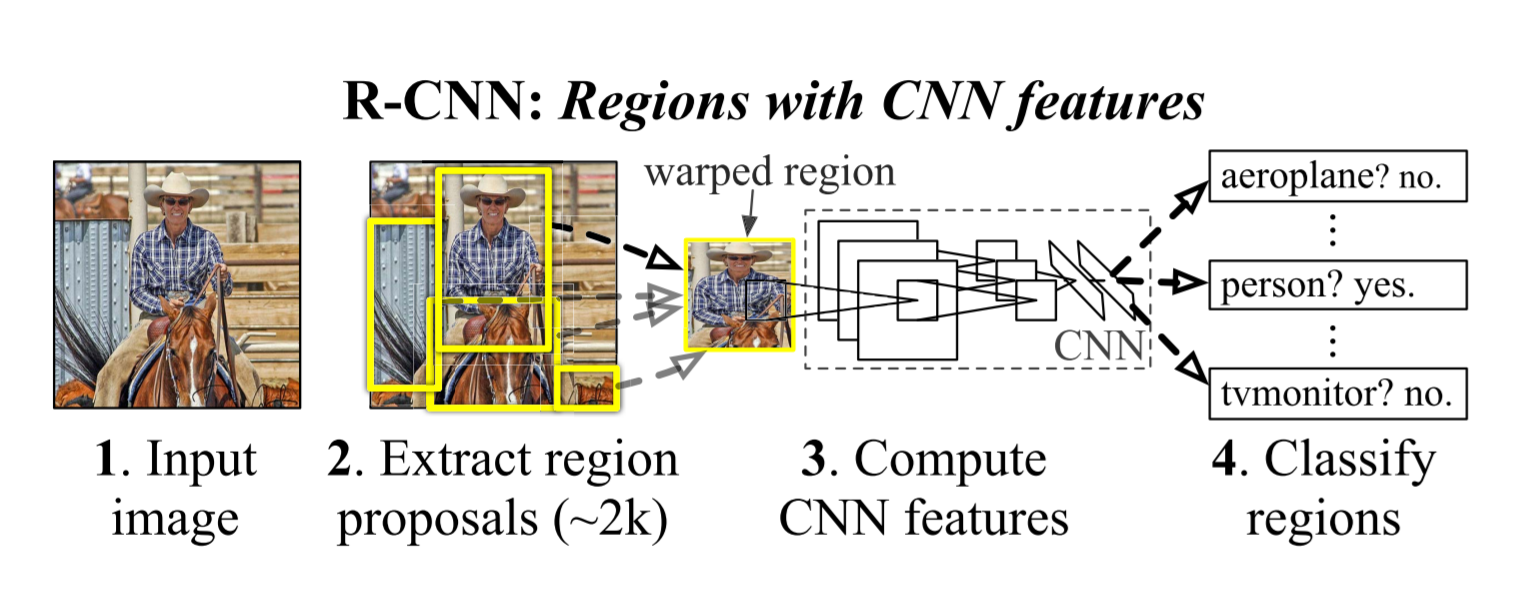 R-CNN: Regions with CNN features
warped region
aeroplane? no.
person? yes.
CNN
tvmonitor? no.
1. Input
image
2. Extract region
proposals (~2k)
3. Compute
CNN features
4. Classify
regions